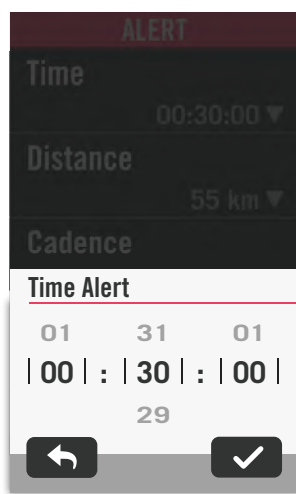 ALERT
Time
00:30:00 ▼
Distance
55 km ▼
Cadence
Time Alert
01 31 01
| 00 | : | 30 | : | 00 |
29